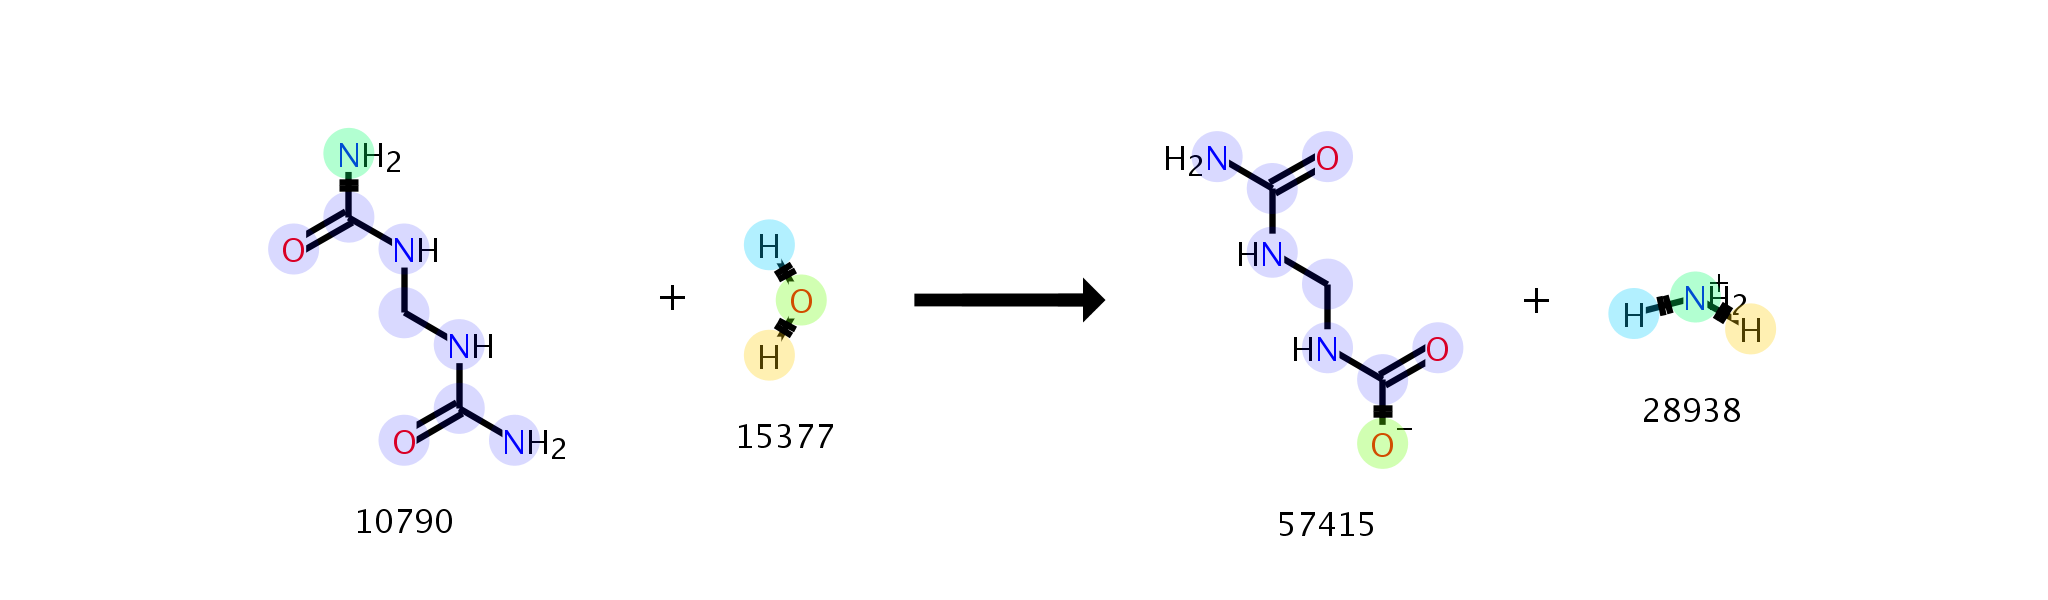 NH2
O
NH
NH
O
NH2
10790
+
H
O
H
15377
H2N
O
HN
HN
O
O−
57415
+
H
NH2+
H
28938